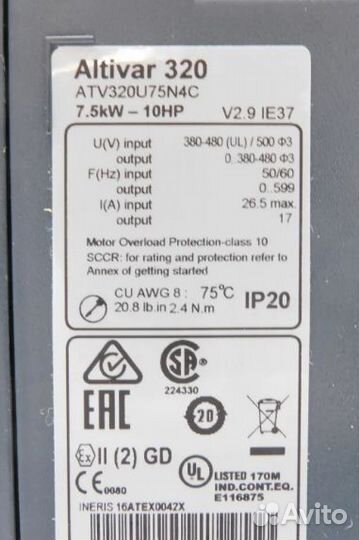 Altivar 320
ATV320U75N4C
7.5kW – 10HP V2.9 IE37
U(V) input 380-480 (UL) / 500 Φ3
output 0..380-480 Φ3
F(Hz) input 50/60
output 0...599
I(A) input 26.5 max.
output 17
Motor Overload Protection-class 10
SCCR: for rating and protection refer to
Annex of getting started
CU AWG 8 : 75°C IP20
20.8 lb.in 2.4 N.m
SA
224330
EAC
20
Ex II (2) GD
CE 0080
UL LISTED 170M
IND.CONT.EQ.
E116875
INERIS 16ATEX0042X
Avito